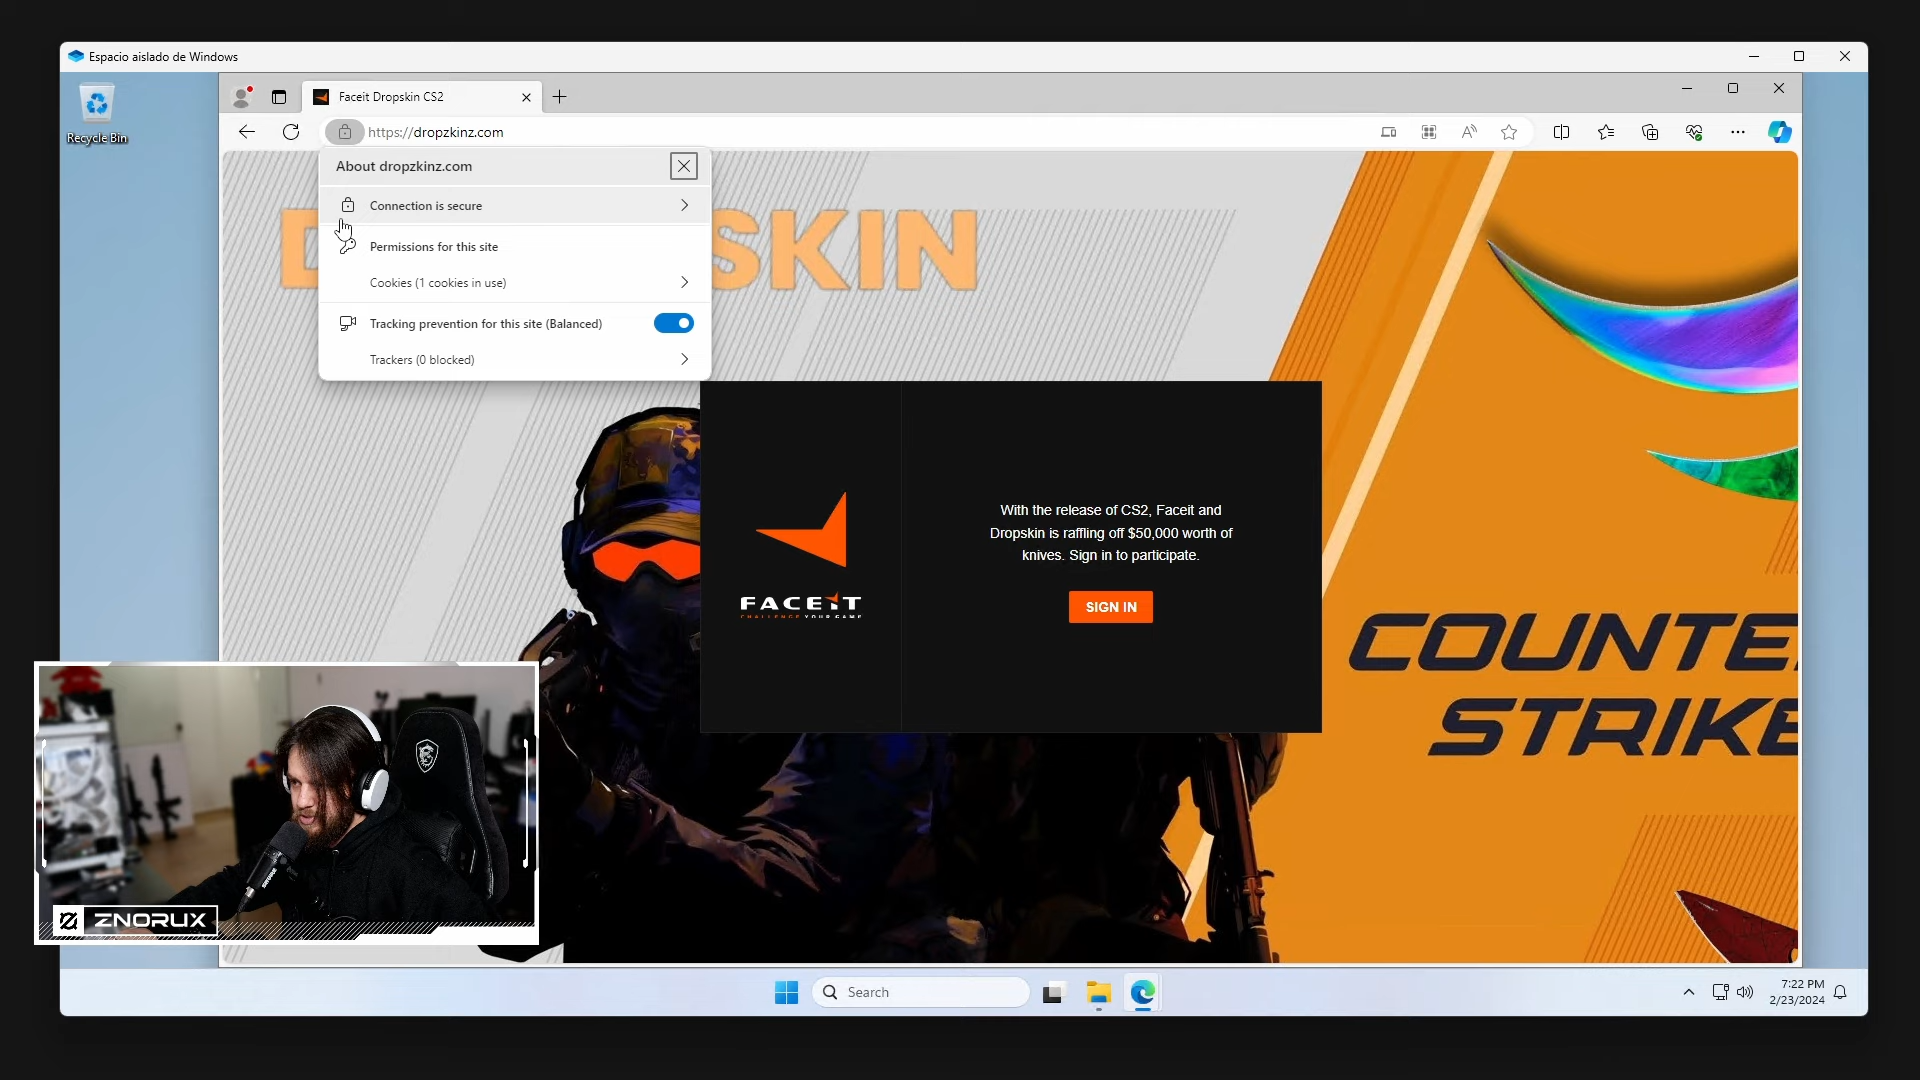 Espacio aislado de Windows
Recycle Bin
Faceit Dropskin CS2
https://dropzkinz.com
About dropzkinz.com
Connection is secure
Permissions for this site
Cookies (1 cookies in use)
Tracking prevention for this site (Balanced)
Trackers (0 blocked)
SKIN
With the release of CS2, Faceit and
Dropskin is raffling off $50,000 worth of
knives. Sign in to participate.
SIGN IN
FACEIT
CHALLENGE YOUR GAME
COUNTE
STRIKE
ZNORUX
Search
7:22 PM
2/23/2024